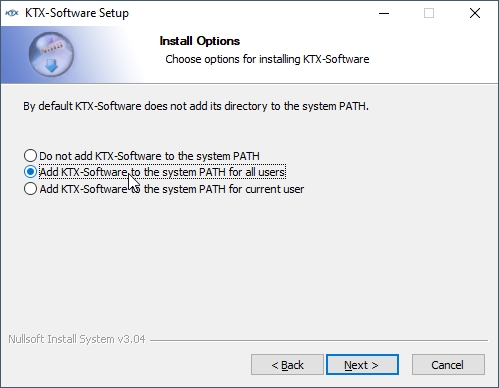 KTX-Software Setup
Install Options
Choose options for installing KTX-Software
By default KTX-Software does not add its directory to the system PATH.
Do not add KTX-Software to the system PATH
Add KTX-Software to the system PATH for all users
Add KTX-Software to the system PATH for current user
Nullsoft Install System v3.04
< Back
Next >
Cancel